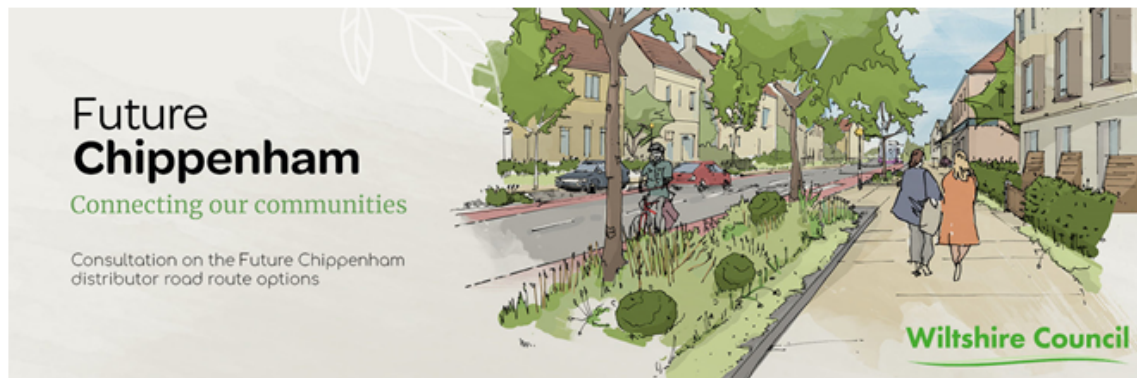 Future
Chippenham
Connecting our communities
Consultation on the Future Chippenham
distributor road route options
Wiltshire Council